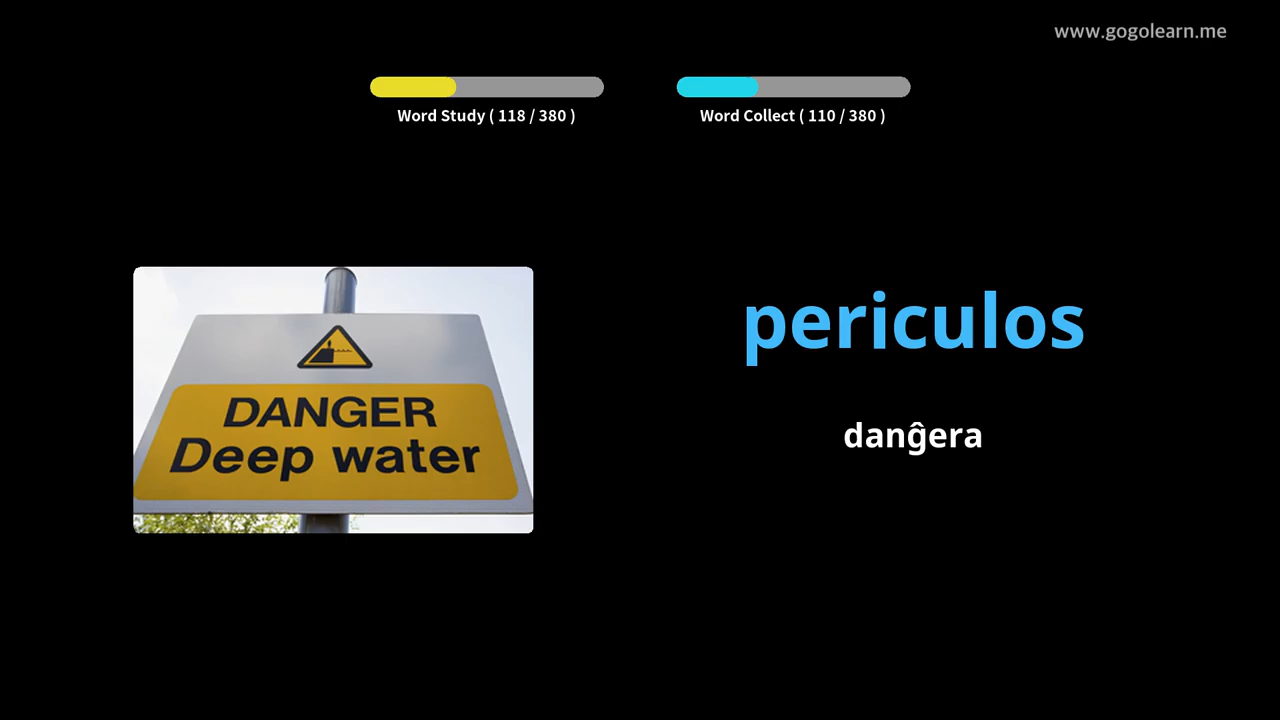 www.gogolearn.me
Word Study ( 118 / 380 )
Word Collect ( 110 / 380 )
DANGER
Deep water
periculos
danĝera